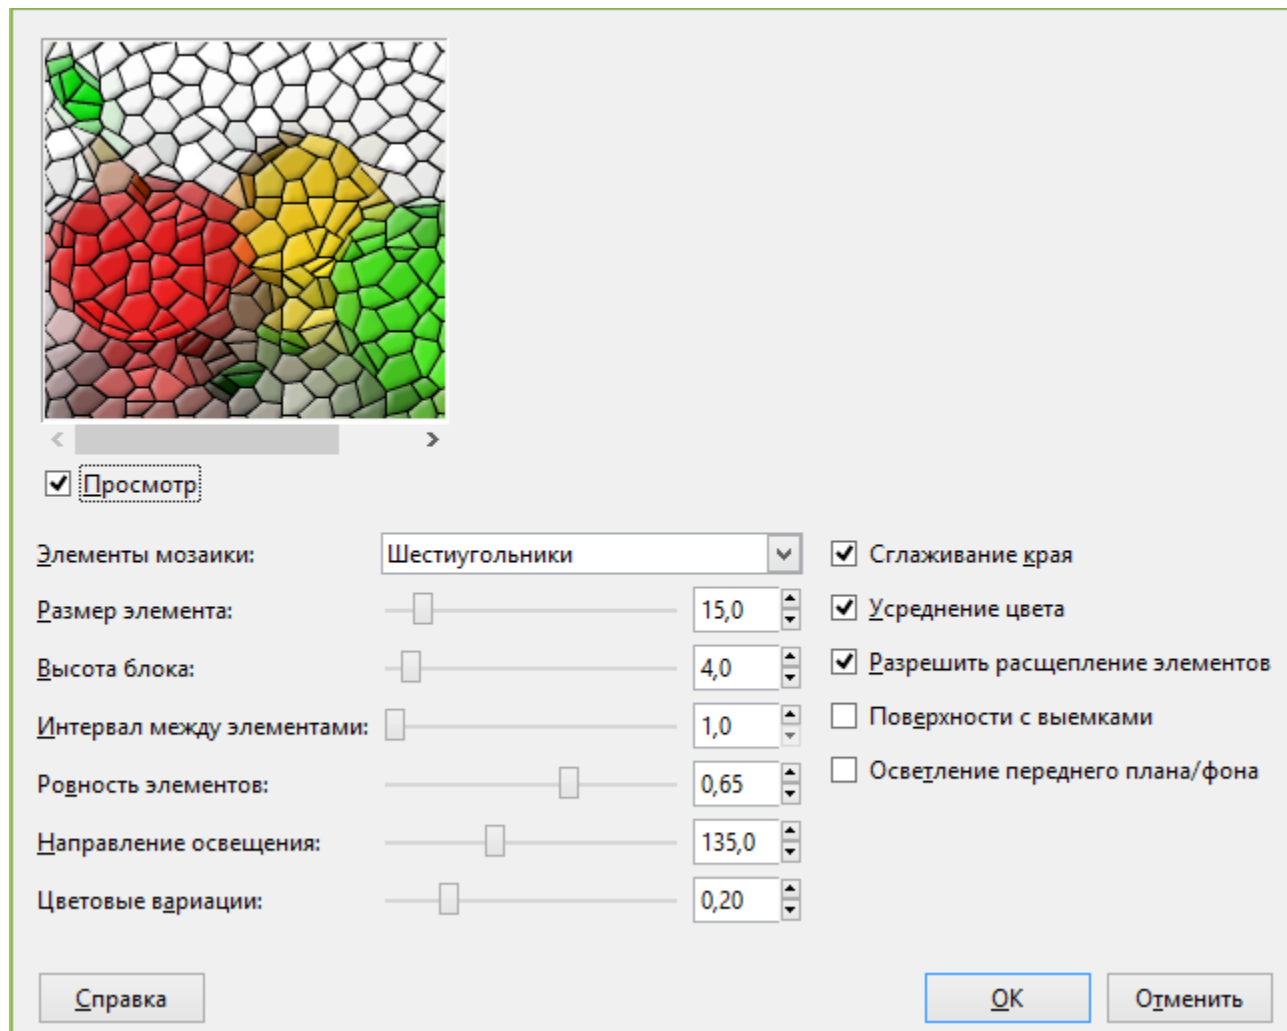 Просмотр
Элементы мозаики: Шестиугольники
Размер элемента: 15,0
Высота блока: 4,0
Интервал между элементами: 1,0
Ровность элементов: 0,65
Направление освещения: 135,0
Цветовые вариации: 0,20
Сглаживание края
Усреднение цвета
Разрешить расщепление элементов
Поверхности с выемками
Осветление переднего плана/фона
Справка
OK
Отменить